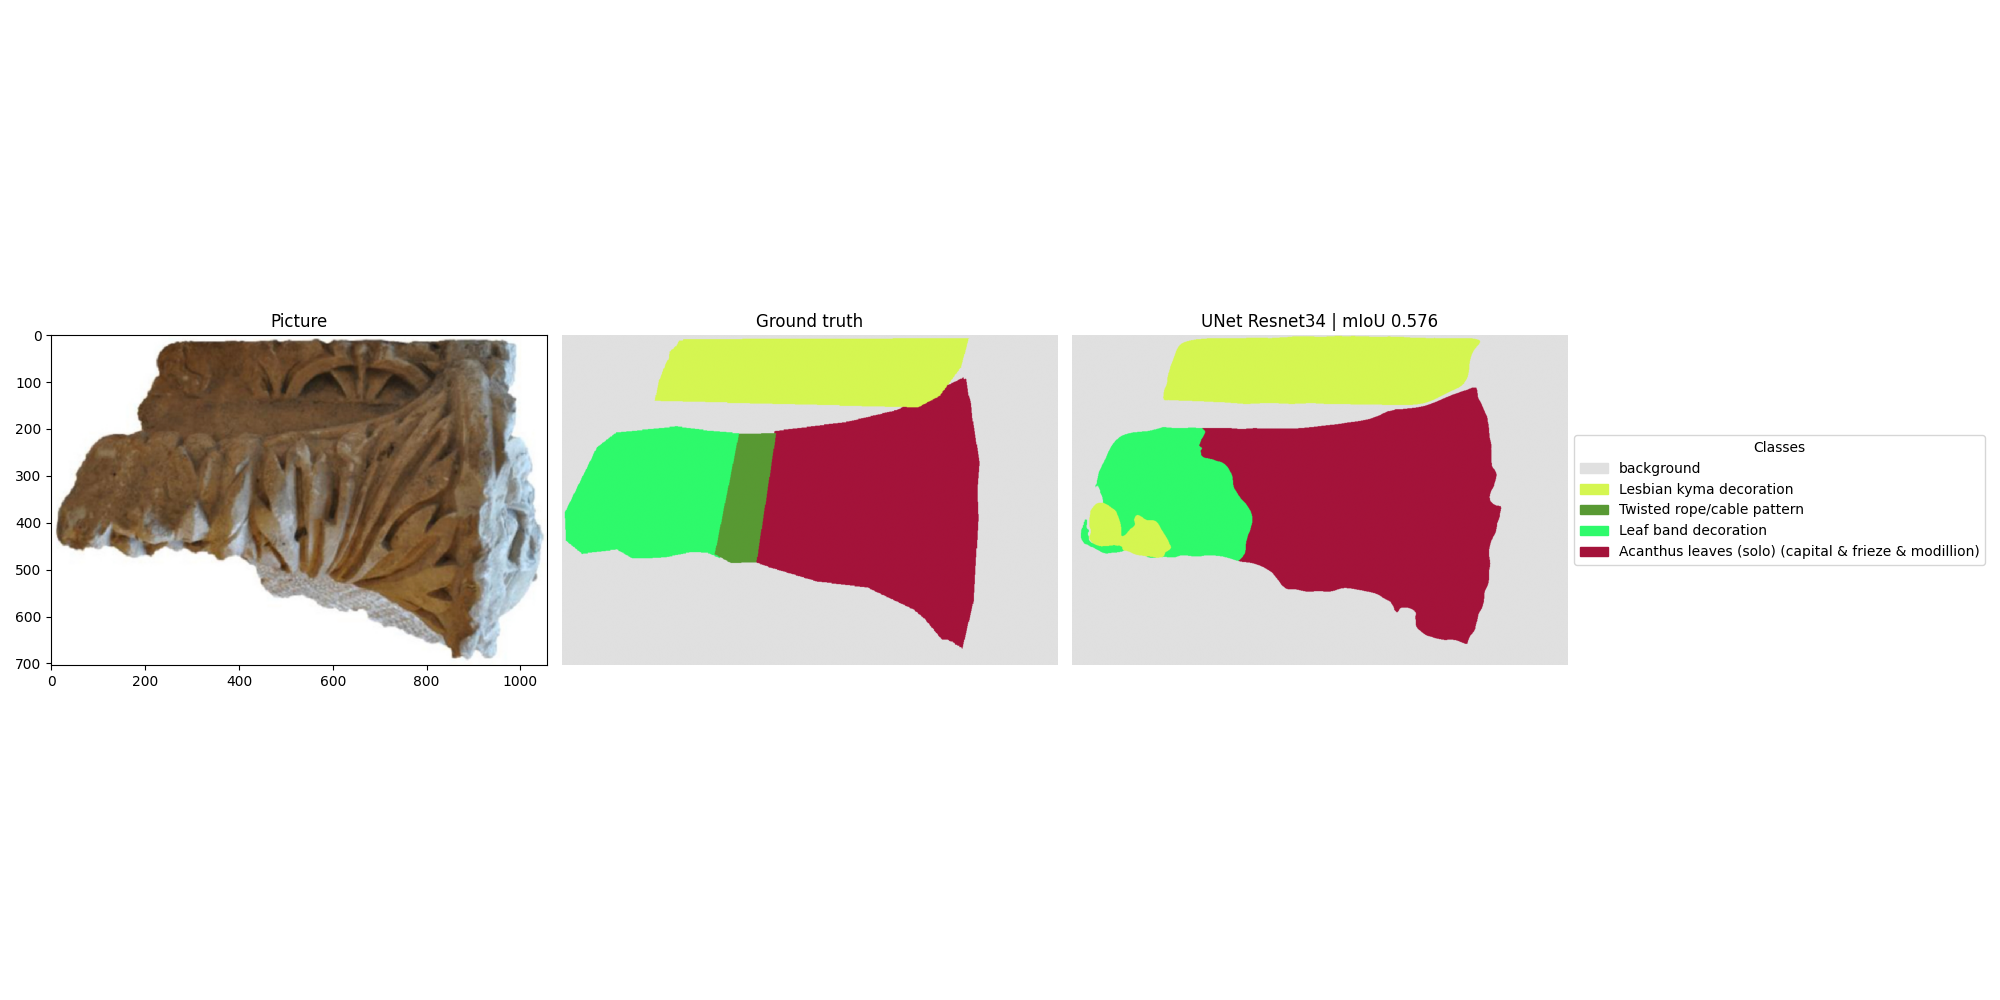 Picture
Ground truth
UNet Resnet34 | mIoU 0.576
0
100
200
300
400
500
600
700
0
200
400
600
800
1000
Classes
background
Lesbian kyma decoration
Twisted rope/cable pattern
Leaf band decoration
Acanthus leaves (solo) (capital & frieze & modillion)